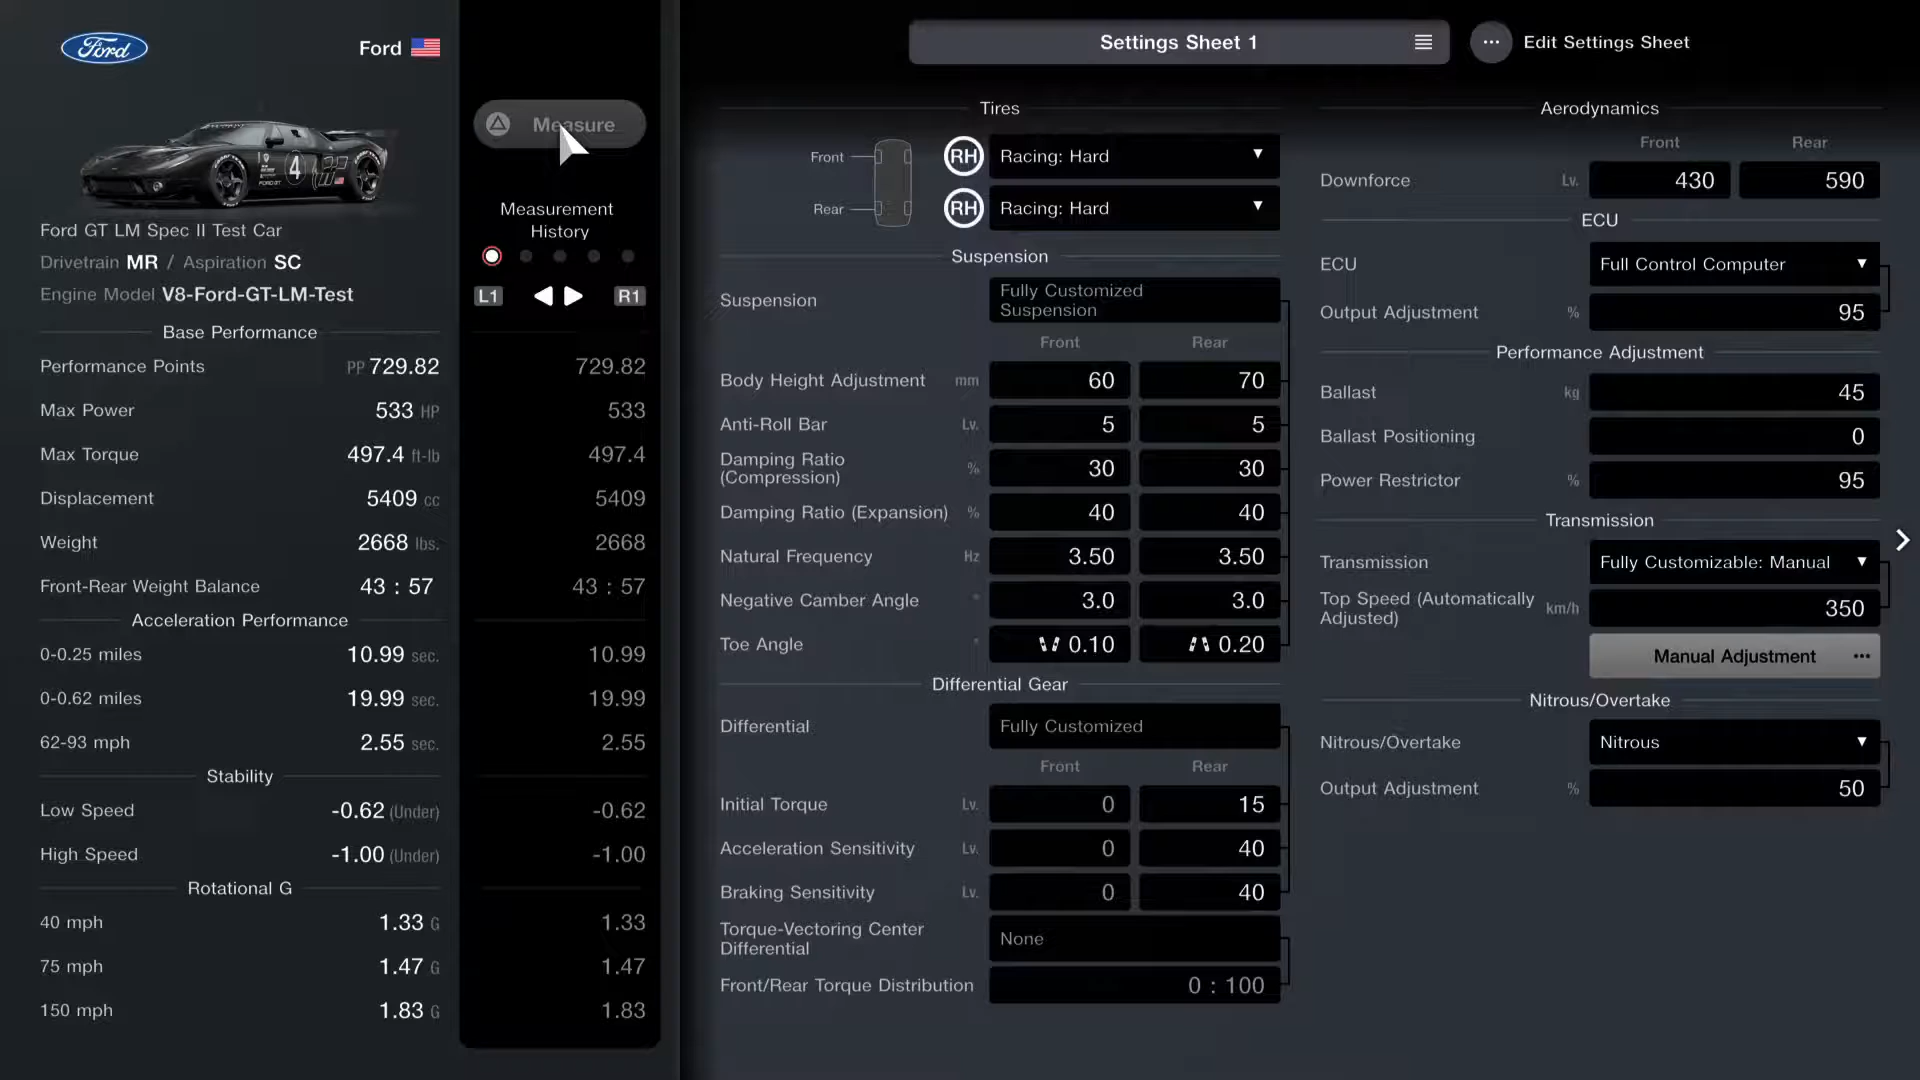 Ford
Ford
Ford GT LM Spec II Test Car
Drivetrain MR / Aspiration SC
Engine Model V8-Ford-GT-LM-Test
Base Performance
Performance Points PP 729.82
Max Power 533 HP
Max Torque 497.4 ft-lb
Displacement 5409 cc
Weight 2668 lbs.
Front-Rear Weight Balance 43 : 57
Acceleration Performance
0-0.25 miles 10.99 sec.
0-0.62 miles 19.99 sec.
62-93 mph 2.55 sec.
Stability
Low Speed -0.62 (Under)
High Speed -1.00 (Under)
Rotational G
40 mph 1.33 G
75 mph 1.47 G
150 mph 1.83 G
Measure
Measurement
History
L1 R1
729.82
533
497.4
5409
2668
43 : 57
10.99
19.99
2.55
-0.62
-1.00
1.33
1.47
1.83
Settings Sheet 1
Edit Settings Sheet
Tires
Front RH Racing: Hard
Rear RH Racing: Hard
Suspension
Suspension Fully Customized
Suspension
Front Rear
Body Height Adjustment mm 60 70
Anti-Roll Bar Lv. 5 5
Damping Ratio
(Compression) % 30 30
Damping Ratio (Expansion) % 40 40
Natural Frequency Hz 3.50 3.50
Negative Camber Angle ° 3.0 3.0
Toe Angle ° 0.10 0.20
Differential Gear
Differential Fully Customized
Front Rear
Initial Torque Lv. 0 15
Acceleration Sensitivity Lv. 0 40
Braking Sensitivity Lv. 0 40
Torque-Vectoring Center
Differential None
Front/Rear Torque Distribution 0 : 100
Aerodynamics
Front Rear
Downforce Lv. 430 590
ECU
ECU Full Control Computer
Output Adjustment % 95
Performance Adjustment
Ballast kg 45
Ballast Positioning 0
Power Restrictor % 95
Transmission
Transmission Fully Customizable: Manual
Top Speed (Automatically
Adjusted) km/h 350
Manual Adjustment
Nitrous/Overtake
Nitrous/Overtake Nitrous
Output Adjustment % 50
4
FORD GT